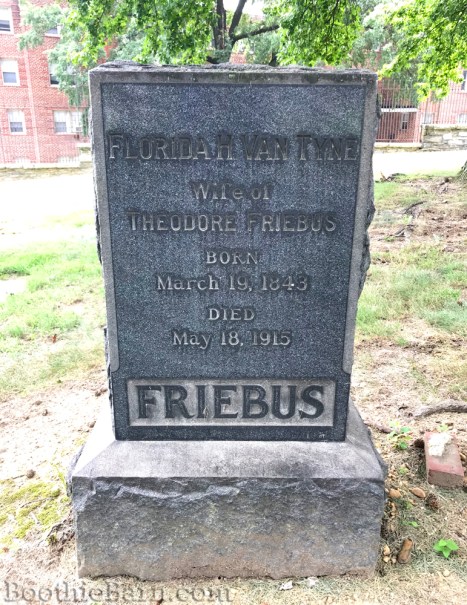 FLORIDA H. VAN TYNE
Wife of
THEODORE FRIEBUS
BORN
March 19, 1843
DIED
May 18, 1915
FRIEBUS
BoothieBarn.com